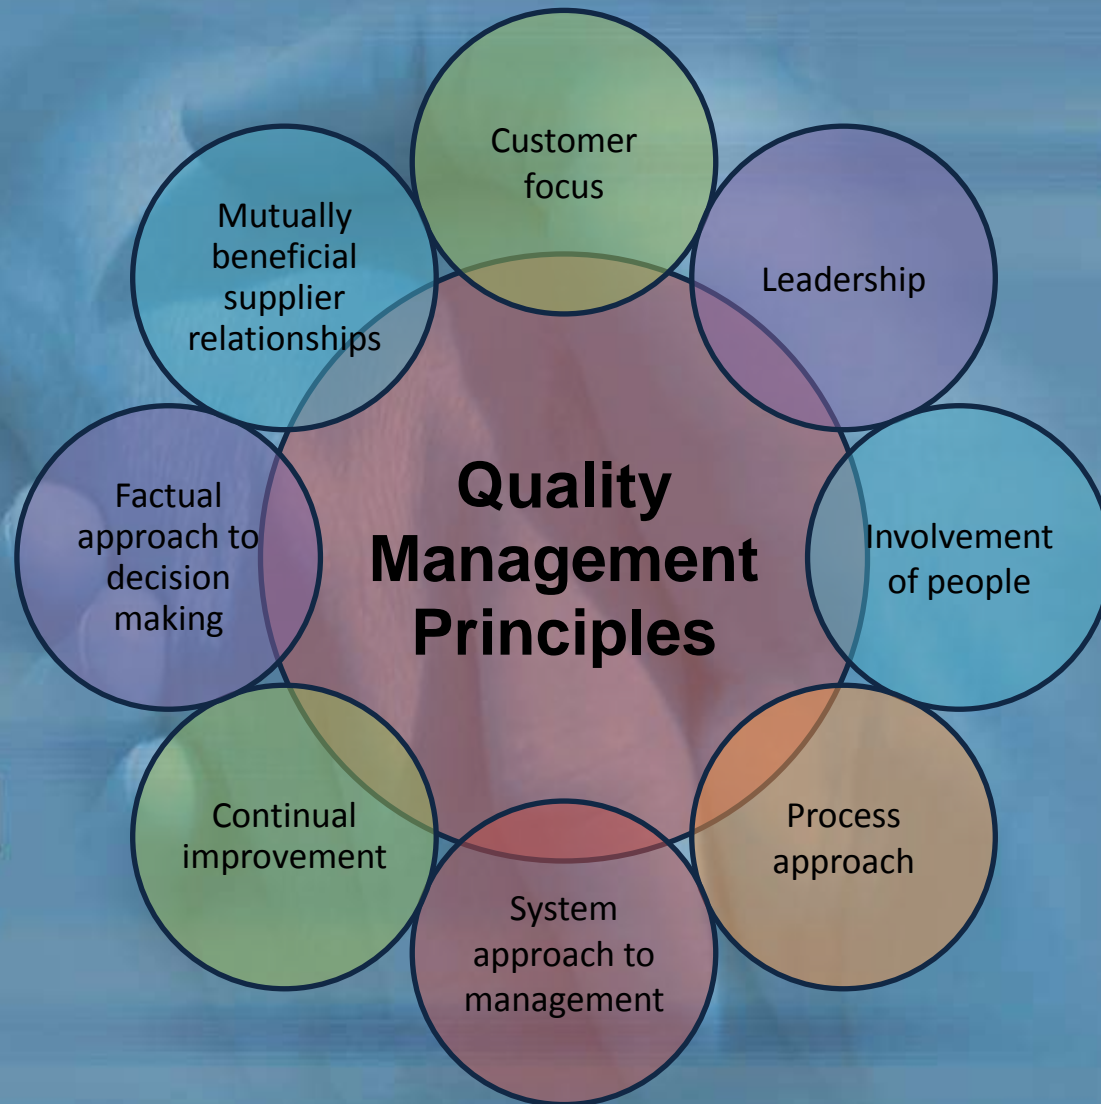 Customer
focus
Leadership
Involvement
of people
Process
approach
System
approach to
management
Continual
improvement
Factual
approach to
decision
making
Mutually
beneficial
supplier
relationships
Quality
Management
Principles